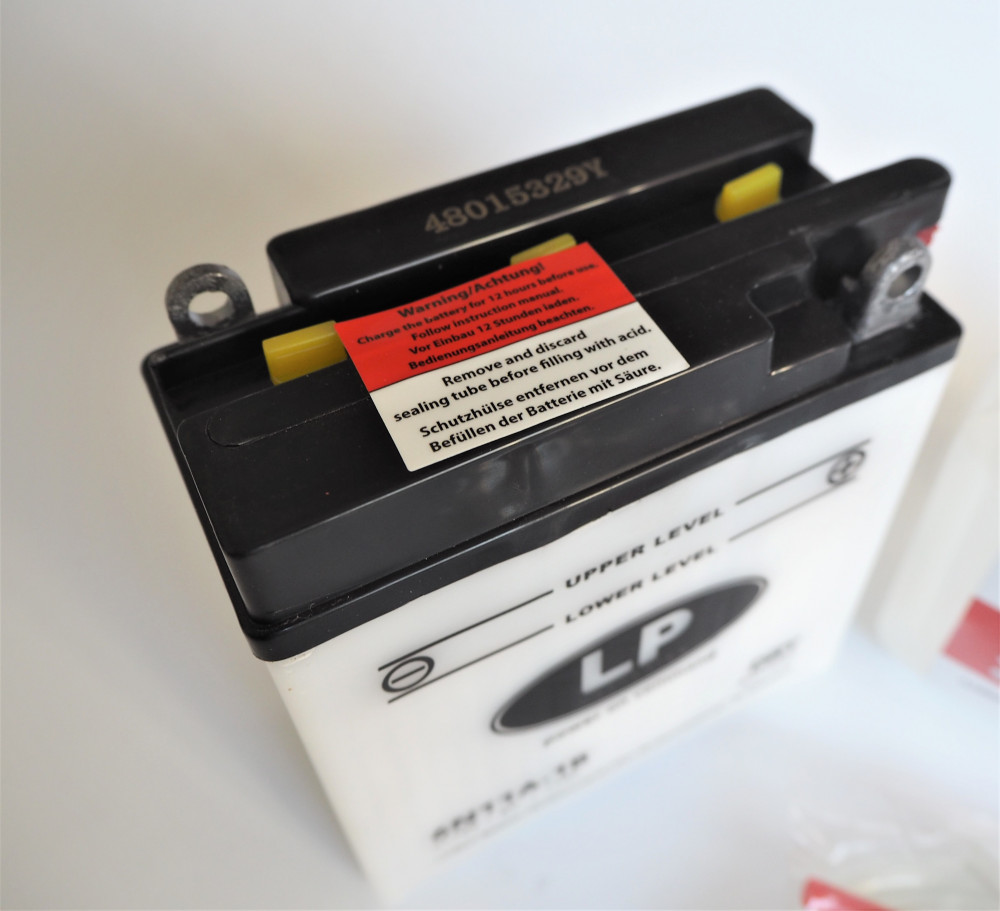 48015329Y
Warning/Achtung!
Charge the battery for 12 hours before use.
Follow instruction manual.
Vor Einbau 12 Stunden laden.
Bedienungsanleitung beachten.
Remove and discard
sealing tube before filling with acid.
Schutzhülse entfernen vor dem
Befüllen der Batterie mit Säure.
UPPER LEVEL
LOWER LEVEL
LP